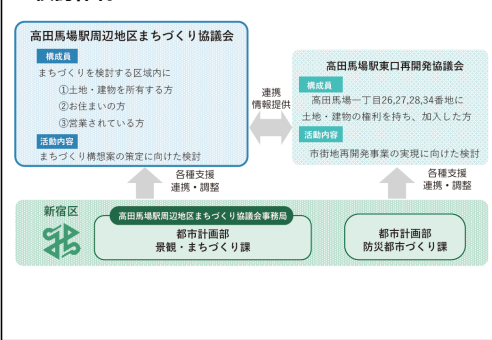 高田馬場駅周辺地区まちづくり協議会
構成員
まちづくりを検討する区域内に
①土地・建物を所有する方
②お住まいの方
③営業されている方
活動内容
まちづくり構想案の策定に向けた検討
連携
情報提供
高田馬場駅東口再開発協議会
構成員
高田馬場一丁目26,27,28,34番地に
土地・建物の権利を持ち、加入した方
活動内容
市街地再開発事業の実現に向けた検討
各種支援
連携・調整
各種支援
連携・調整
新宿区
高田馬場駅周辺地区まちづくり協議会事務局
都市計画部
景観・まちづくり課
都市計画部
防災都市づくり課